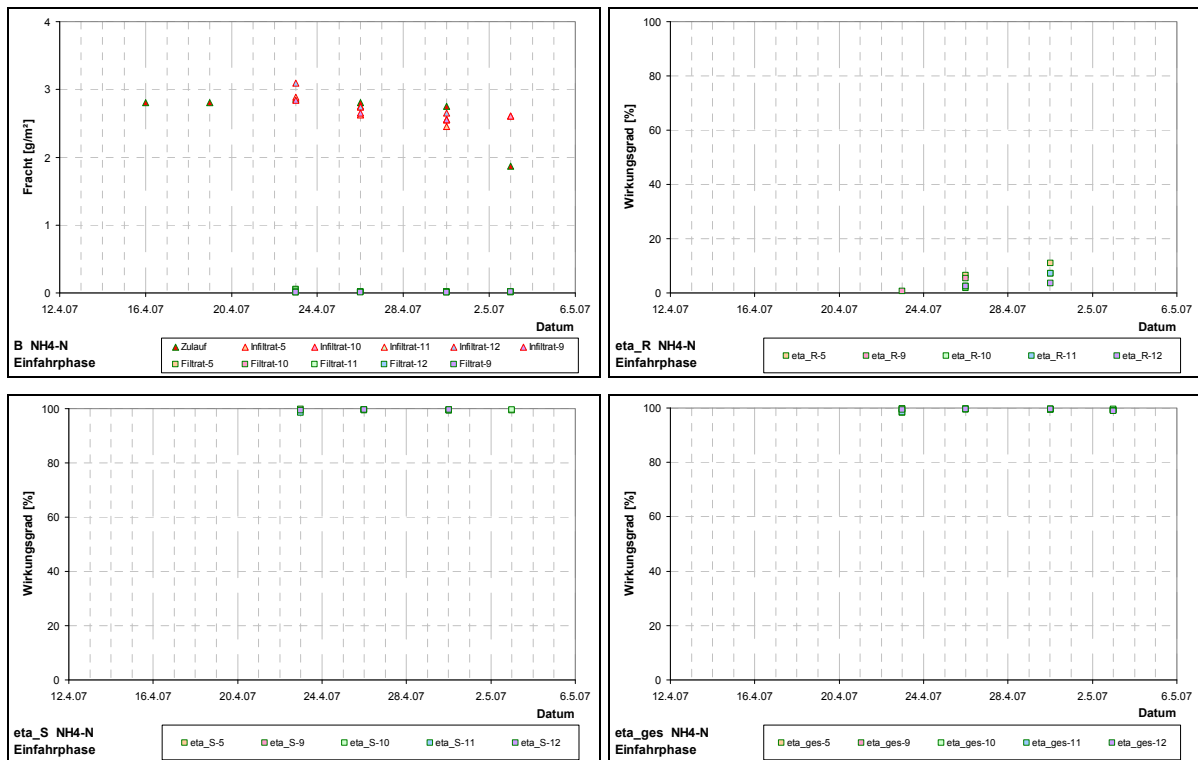 4
3
2
1
0
Fracht [g/m²]
12.4.07 16.4.07 20.4.07 24.4.07 28.4.07 2.5.07 6.5.07
Datum
B NH4-N
Einfahrphase
Zulauf Infiltrat-5 Infiltrat-10 Infiltrat-11 Infiltrat-12 Infiltrat-9
Filtrat-5 Filtrat-10 Filtrat-11 Filtrat-12 Filtrat-9
100
80
60
40
20
0
Wirkungsgrad [%]
12.4.07 16.4.07 20.4.07 24.4.07 28.4.07 2.5.07 6.5.07
Datum
eta_R NH4-N
Einfahrphase
eta_R-5 eta_R-9 eta_R-10 eta_R-11 eta_R-12
100
80
60
40
20
0
Wirkungsgrad [%]
12.4.07 16.4.07 20.4.07 24.4.07 28.4.07 2.5.07 6.5.07
Datum
eta_S NH4-N
Einfahrphase
eta_S-5 eta_S-9 eta_S-10 eta_S-11 eta_S-12
100
80
60
40
20
0
Wirkungsgrad [%]
12.4.07 16.4.07 20.4.07 24.4.07 28.4.07 2.5.07 6.5.07
Datum
eta_ges NH4-N
Einfahrphase
eta_ges-5 eta_ges-9 eta_ges-10 eta_ges-11 eta_ges-12